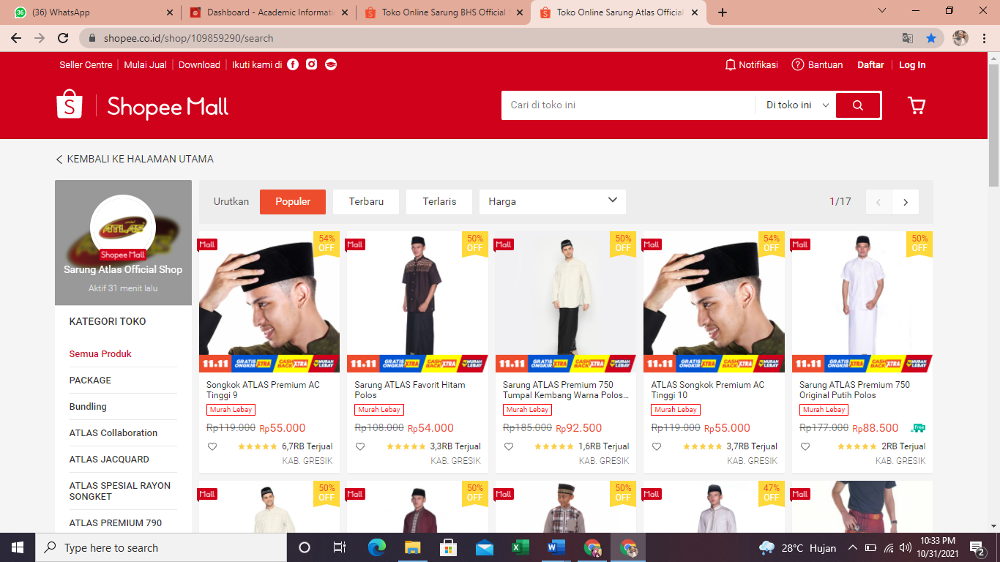 (36) WhatsApp
Dashboard - Academic Informati
Toko Online Sarung BHS Official
Toko Online Sarung Atlas Official
shopee.co.id/shop/109859290/search
Seller Centre
Mulai Jual
Download
Ikuti kami di
Notifikasi
Bantuan
Daftar
Log In
Shopee Mall
Cari di toko ini
Di toko ini
KEMBALI KE HALAMAN UTAMA
ATLAS
Shopee Mall
Sarung Atlas Official Shop
Aktif 31 menit lalu
KATEGORI TOKO
Semua Produk
PACKAGE
Bundling
ATLAS Collaboration
ATLAS JACQUARD
ATLAS SPESIAL RAYON
SONGKET
ATLAS PREMIUM 790
Urutkan
Populer
Terbaru
Terlaris
Harga
1/17
Mall
54%
OFF
11.11 GRATIS ONGKIR XTRA CASHBACK XTRA MURAH LEBAY
Songkok ATLAS Premium AC
Tinggi 9
Murah Lebay
Rp119.000 Rp55.000
6,7RB Terjual
KAB. GRESIK
Mall
50%
OFF
11.11 GRATIS ONGKIR XTRA CASHBACK XTRA MURAH LEBAY
Sarung ATLAS Favorit Hitam
Polos
Murah Lebay
Rp108.000 Rp54.000
3,3RB Terjual
KAB. GRESIK
Mall
50%
OFF
11.11 GRATIS ONGKIR XTRA CASHBACK XTRA MURAH LEBAY
Sarung ATLAS Premium 750
Tumpal Kembang Warna Polos...
Murah Lebay
Rp185.000 Rp92.500
1,6RB Terjual
KAB. GRESIK
Mall
54%
OFF
11.11 GRATIS ONGKIR XTRA CASHBACK XTRA MURAH LEBAY
ATLAS Songkok Premium AC
Tinggi 10
Murah Lebay
Rp119.000 Rp55.000
3,7RB Terjual
KAB. GRESIK
Mall
50%
OFF
11.11 GRATIS ONGKIR XTRA CASHBACK XTRA MURAH LEBAY
Sarung ATLAS Premium 750
Original Putih Polos
Murah Lebay
Rp177.000 Rp88.500
Free
2RB Terjual
KAB. GRESIK
Mall
50%
OFF
Mall
50%
OFF
Mall
50%
OFF
Mall
47%
OFF
Mall
Type here to search
28°C Hujan
10:33 PM
10/31/2021
2